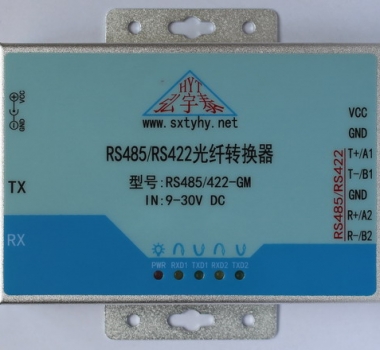 HYT
宏宇泰
www.sxtyhy.net
VCC
GND
RS485/RS422光纤转换器
型号:RS485/422-GM
IN:9-30V DC
TX
RX
PWR RXD1 TXD1 RXD2 TXD2
RS485/RS422
VCC
GND
T+/A1
T-/B1
GND
R+/A2
R-/B2